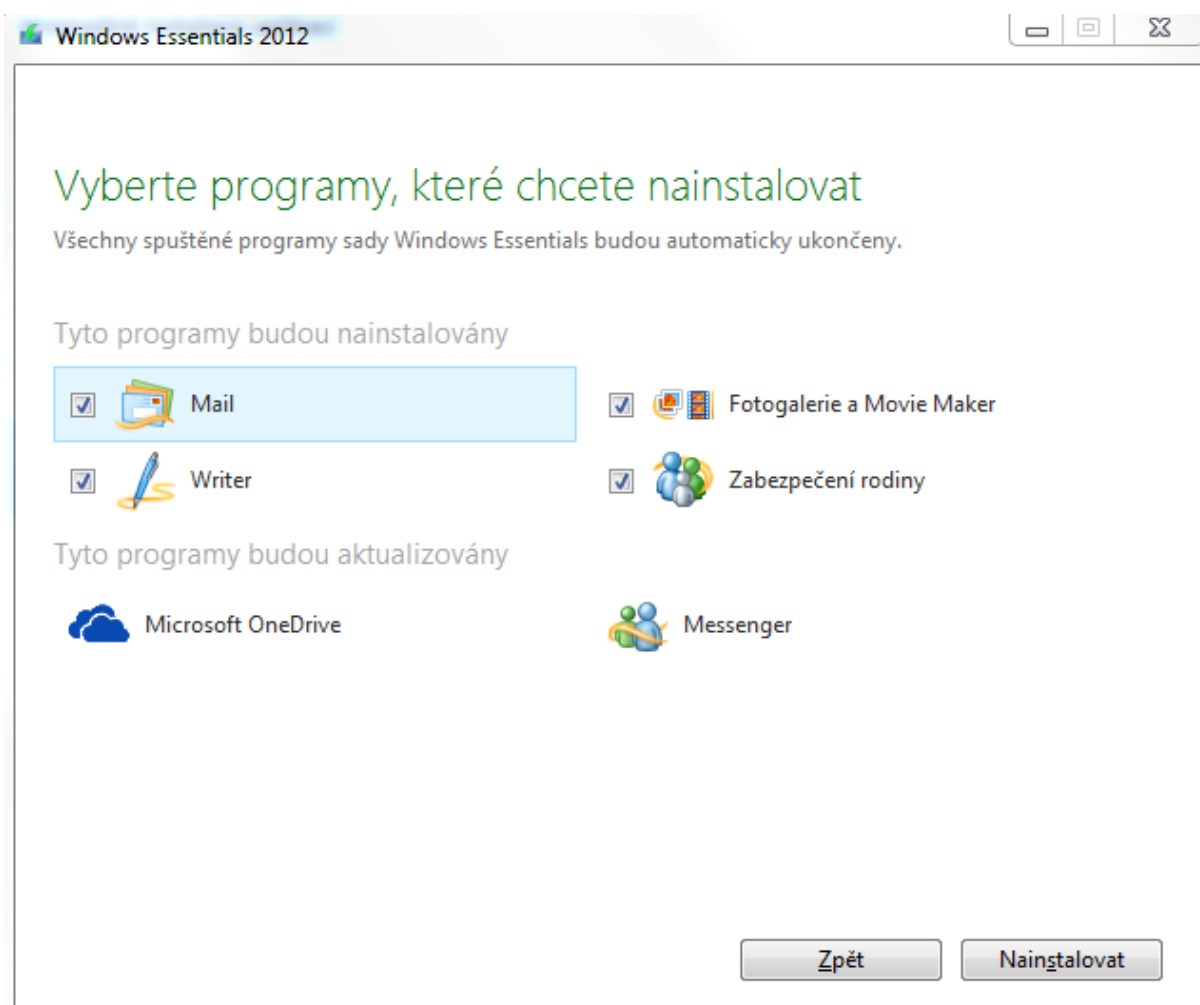 Windows Essentials 2012
Vyberte programy, které chcete nainstalovat
Všechny spuštěné programy sady Windows Essentials budou automaticky ukončeny.
Tyto programy budou nainstalovány
Mail
Fotogalerie a Movie Maker
Writer
Zabezpečení rodiny
Tyto programy budou aktualizovány
Microsoft OneDrive
Messenger
Zpět
Nainstalovat